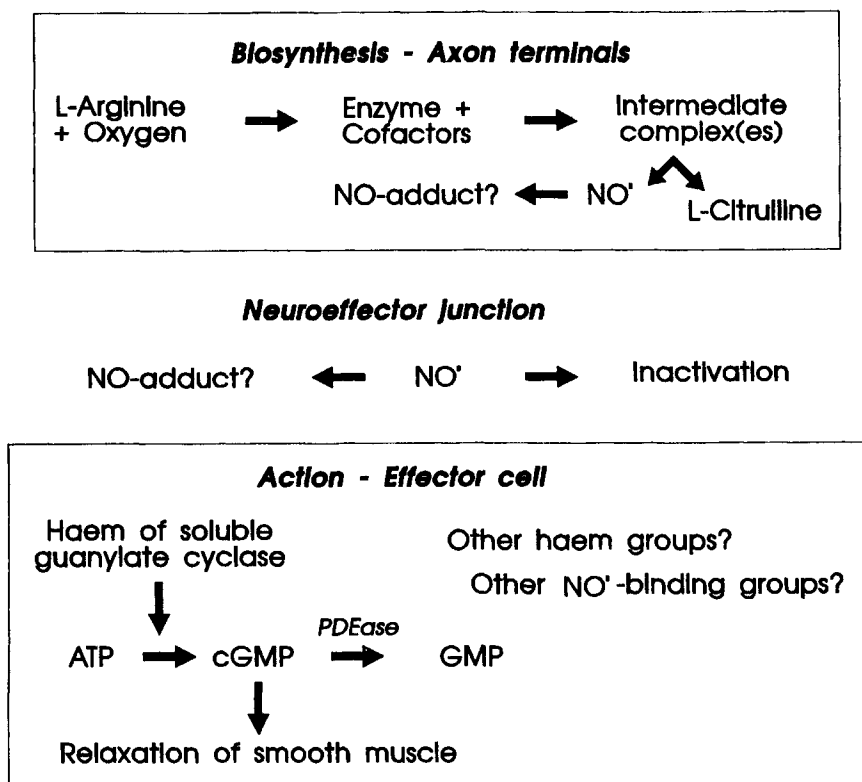 Biosynthesis - Axon terminals
L-Arginine
+ Oxygen
Enzyme +
Cofactors
Intermediate
complex(es)
NO-adduct?
NO'
L-Citrulline
Neuroeffector junction
NO-adduct?
NO'
Inactivation
Action - Effector cell
Haem of soluble
guanylate cyclase
Other haem groups?
Other NO'-binding groups?
ATP
cGMP
PDEase
GMP
Relaxation of smooth muscle